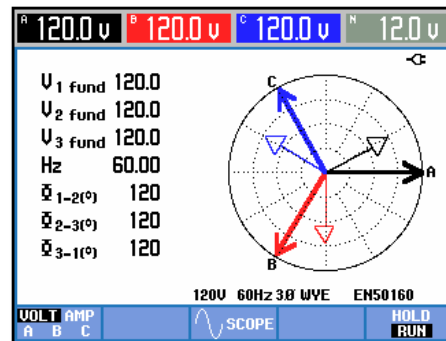 A 120.0 V B 120.0 V C 120.0 V N 12.0 V
V1 fund 120.0
V2 fund 120.0
V3 fund 120.0
Hz 60.00
Φ1-2(°) 120
Φ2-3(°) 120
Φ3-1(°) 120
C
A
B
120V 60Hz 3Ø WYE EN50160
VOLT AMP
A B C
SCOPE
HOLD
RUN